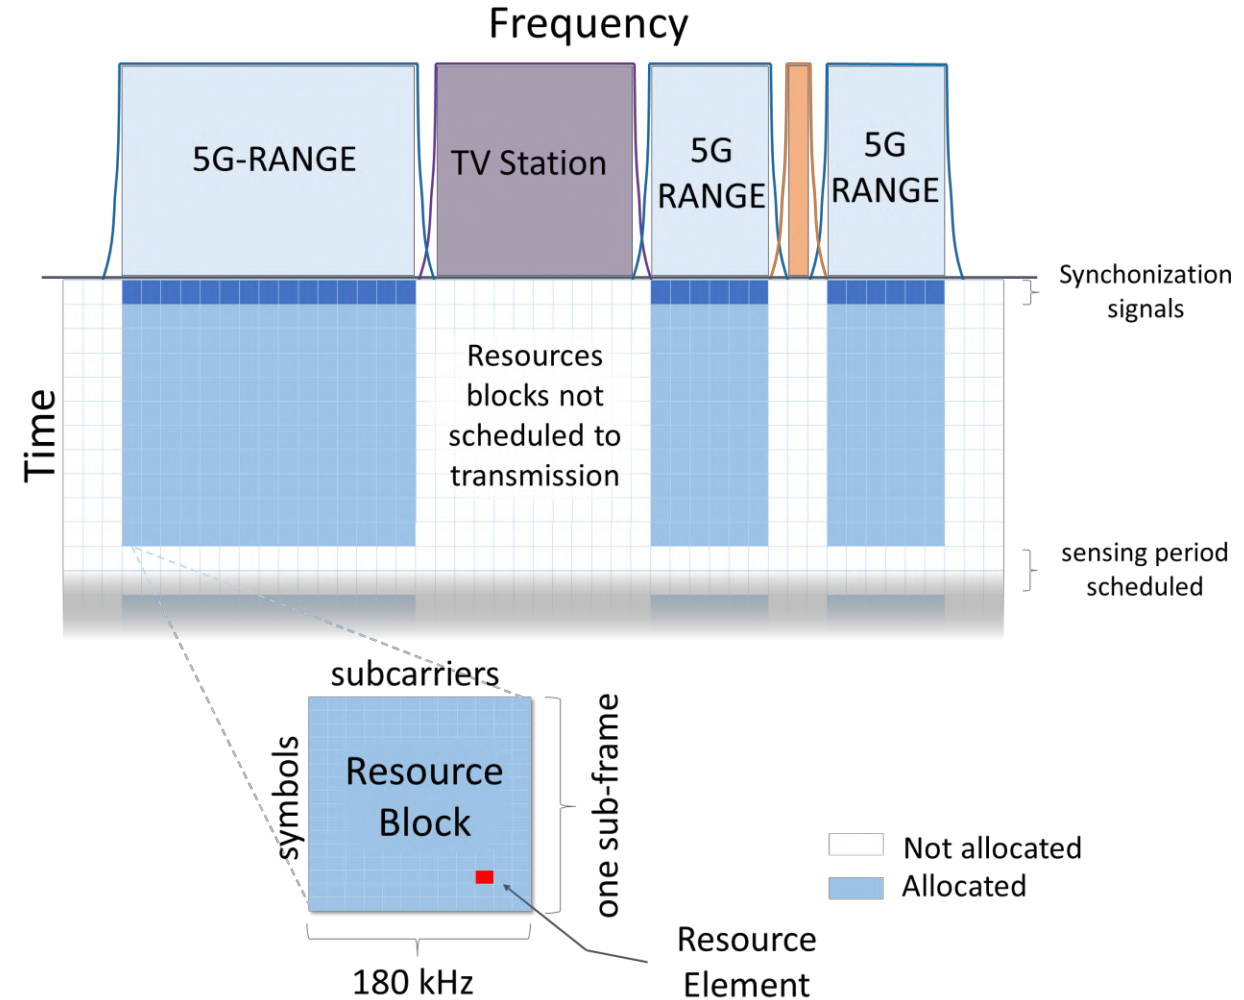 Frequency
5G-RANGE
TV Station
5G
RANGE
5G
RANGE
Synchonization
signals
Time
Resources
blocks not
scheduled to
transmission
sensing period
scheduled
subcarriers
symbols
Resource
Block
one sub-frame
180 kHz
Resource
Element
Not allocated
Allocated